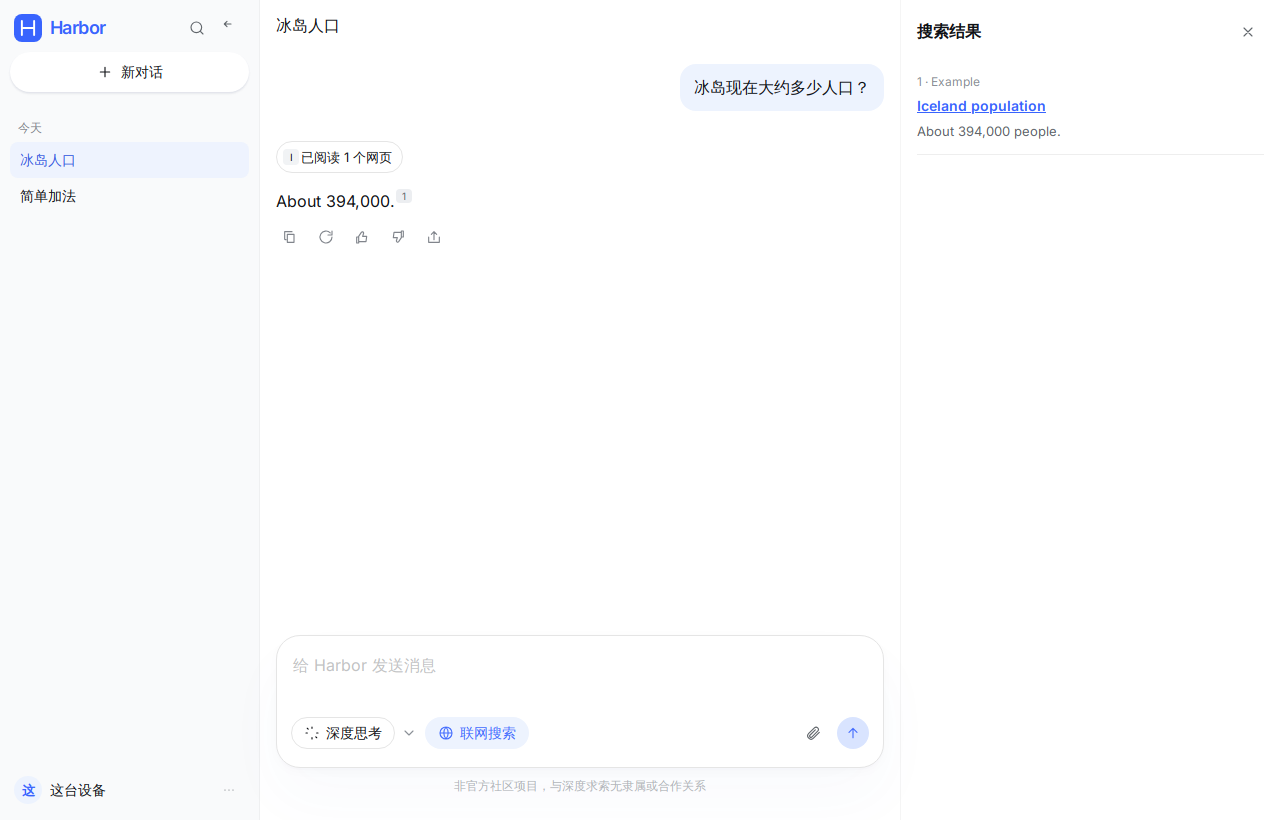 Harbor
新对话
今天
冰岛人口
简单加法
这 这台设备
冰岛人口
冰岛现在大约多少人口？
I 已阅读 1 个网页
About 394,000. 1
给 Harbor 发送消息
深度思考
联网搜索
非官方社区项目，与深度求索无隶属或合作关系
搜索结果
1 · Example
Iceland population
About 394,000 people.